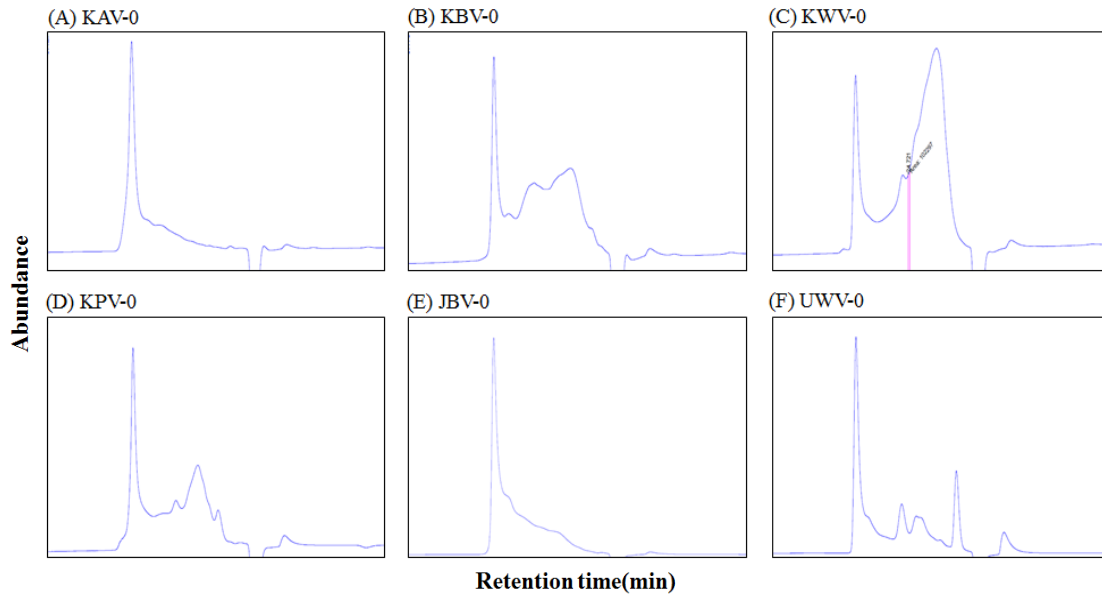 (A) KAV-0
(B) KBV-0
(C) KWV-0
(D) KPV-0
(E) JBV-0
(F) UWV-0
Abundance
Retention time(min)